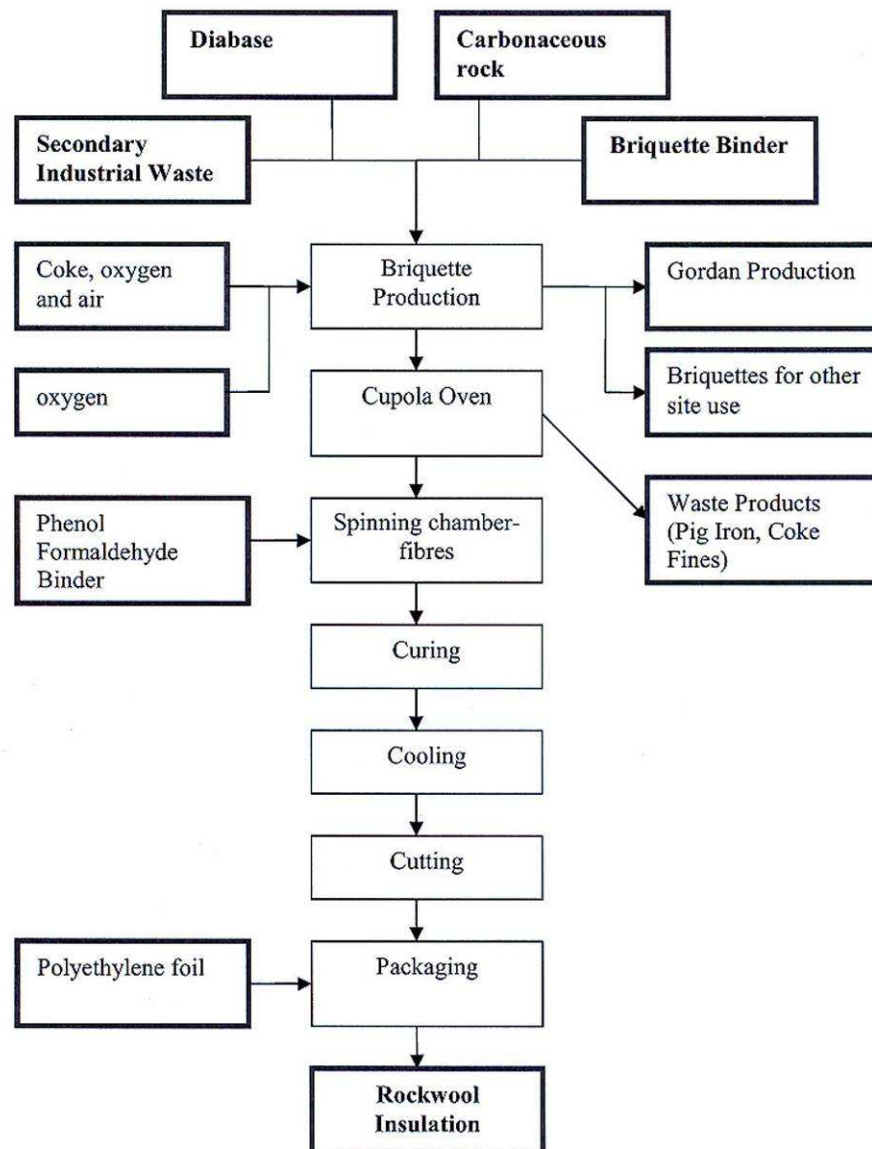 Diabase
Carbonaceous
rock
Secondary
Industrial Waste
Briquette Binder
Coke, oxygen
and air
Briquette
Production
Gordan Production
oxygen
Cupola Oven
Briquettes for other
site use
Phenol
Formaldehyde
Binder
Spinning chamber-
fibres
Waste Products
(Pig Iron, Coke
Fines)
Curing
Cooling
Cutting
Polyethylene foil
Packaging
Rockwool
Insulation